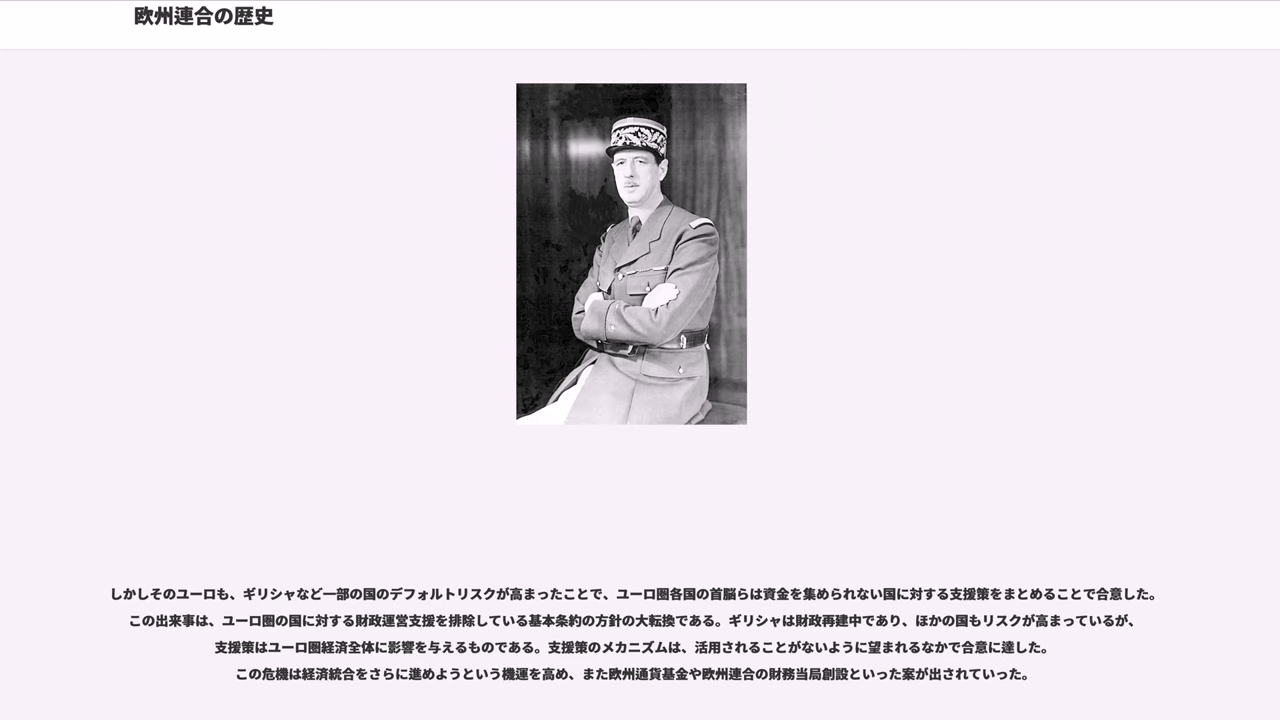 欧州連合の歴史
しかしそのユーロも、ギリシャなど一部の国のデフォルトリスクが高まったことで、ユーロ圏各国の首脳らは資金を集められない国に対する支援策をまとめることで合意した。
この出来事は、ユーロ圏の国に対する財政運営支援を排除している基本条約の方針の大転換である。ギリシャは財政再建中であり、ほかの国もリスクが高まっているが、
支援策はユーロ圏経済全体に影響を与えるものである。支援策のメカニズムは、活用されることがないように望まれるなかで合意に達した。
この危機は経済統合をさらに進めようという機運を高め、また欧州通貨基金や欧州連合の財務当局創設といった案が出されていった。